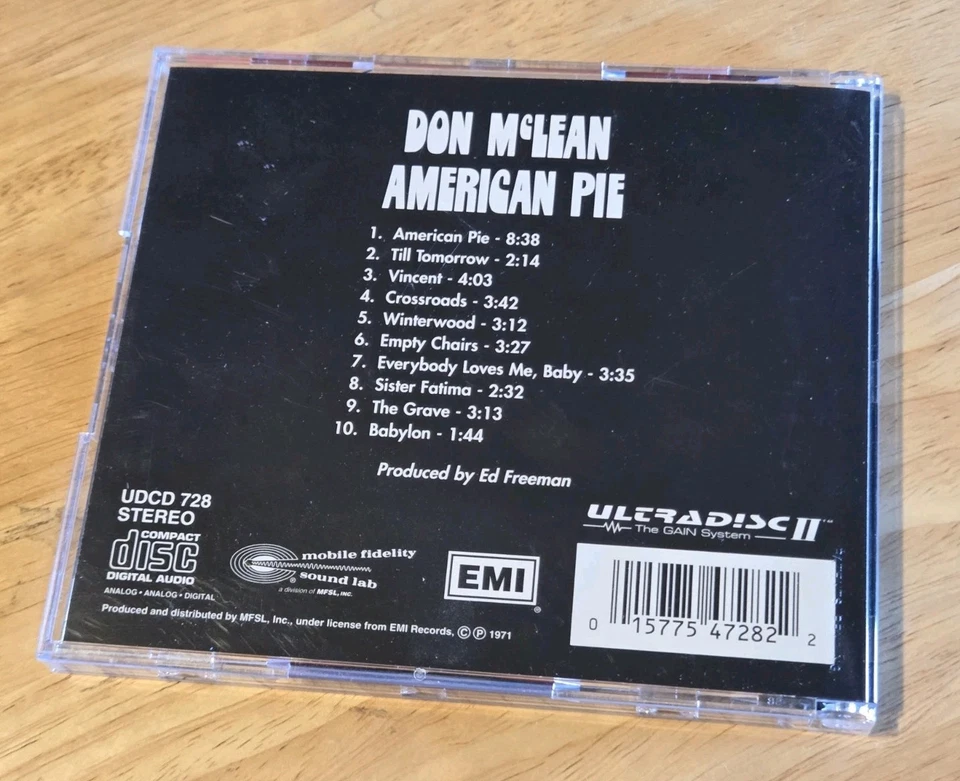 DON McLEAN
AMERICAN PIE
1. American Pie - 8:38
2. Till Tomorrow - 2:14
3. Vincent - 4:03
4. Crossroads - 3:42
5. Winterwood - 3:12
6. Empty Chairs - 3:27
7. Everybody Loves Me, Baby - 3:35
8. Sister Fatima - 2:32
9. The Grave - 3:13
10. Babylon - 1:44
Produced by Ed Freeman
UDCD 728
STEREO
COMPACT
disc
DIGITAL AUDIO
ANALOG • ANALOG • DIGITAL
mobile fidelity
® sound lab
a division of MFSL, INC.
EMI ®
ULTRADISC II ™
The GAIN System
0 15775 47282 2
Produced and distributed by MFSL, Inc., under license from EMI Records, © ℗ 1971